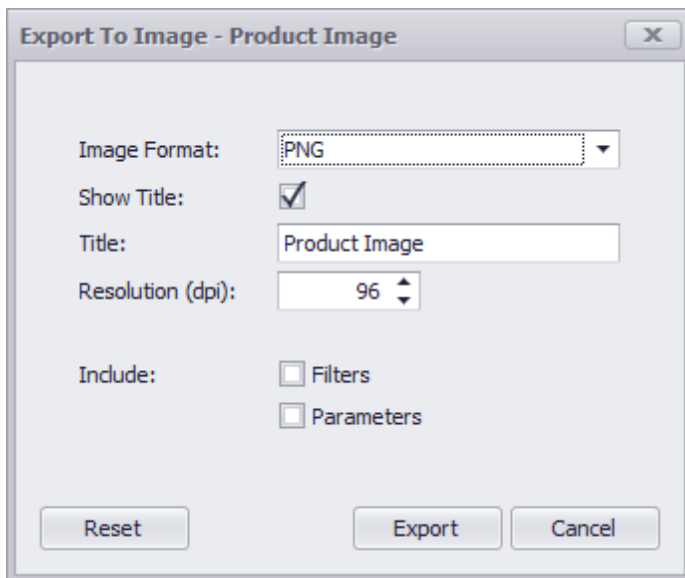 Export To Image - Product Image
Image Format: PNG
Show Title:
Title: Product Image
Resolution (dpi): 96
Include: Filters
Parameters
Reset Export Cancel